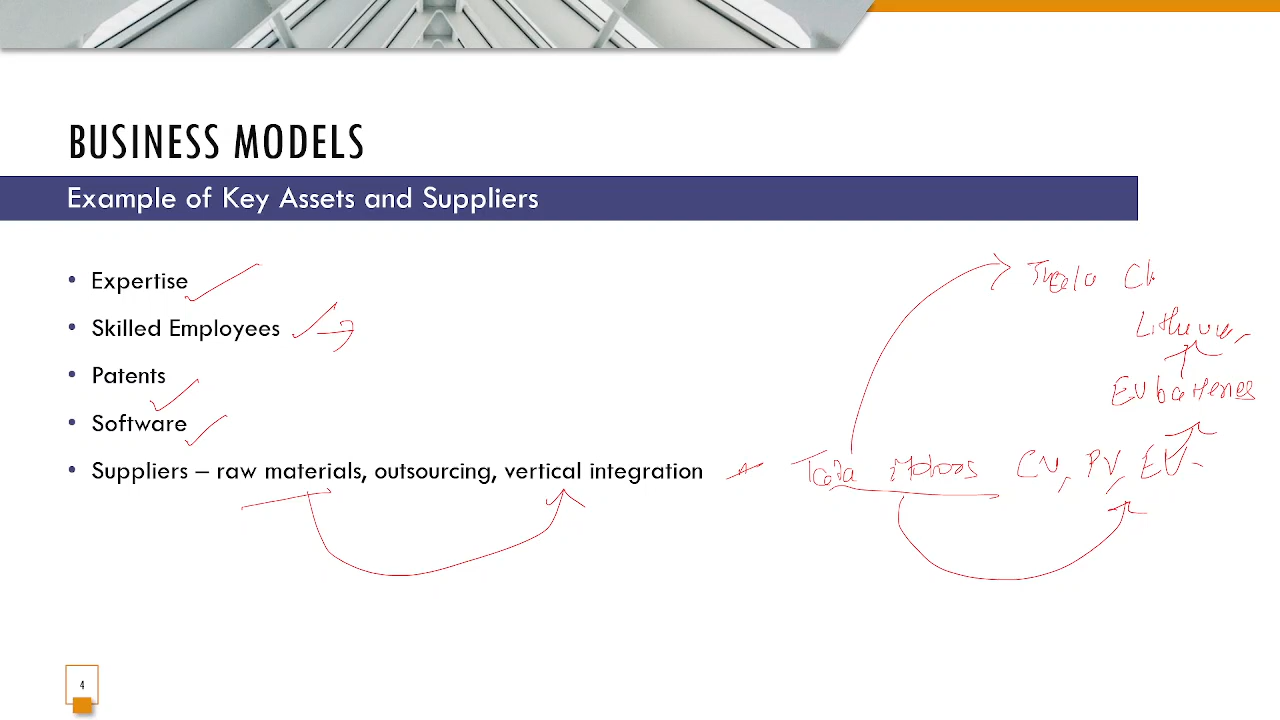 BUSINESS MODELS
Example of Key Assets and Suppliers
• Expertise
• Skilled Employees
• Patents
• Software
• Suppliers – raw materials, outsourcing, vertical integration
Tata Motors CV, PV, EV
EV batteries
4